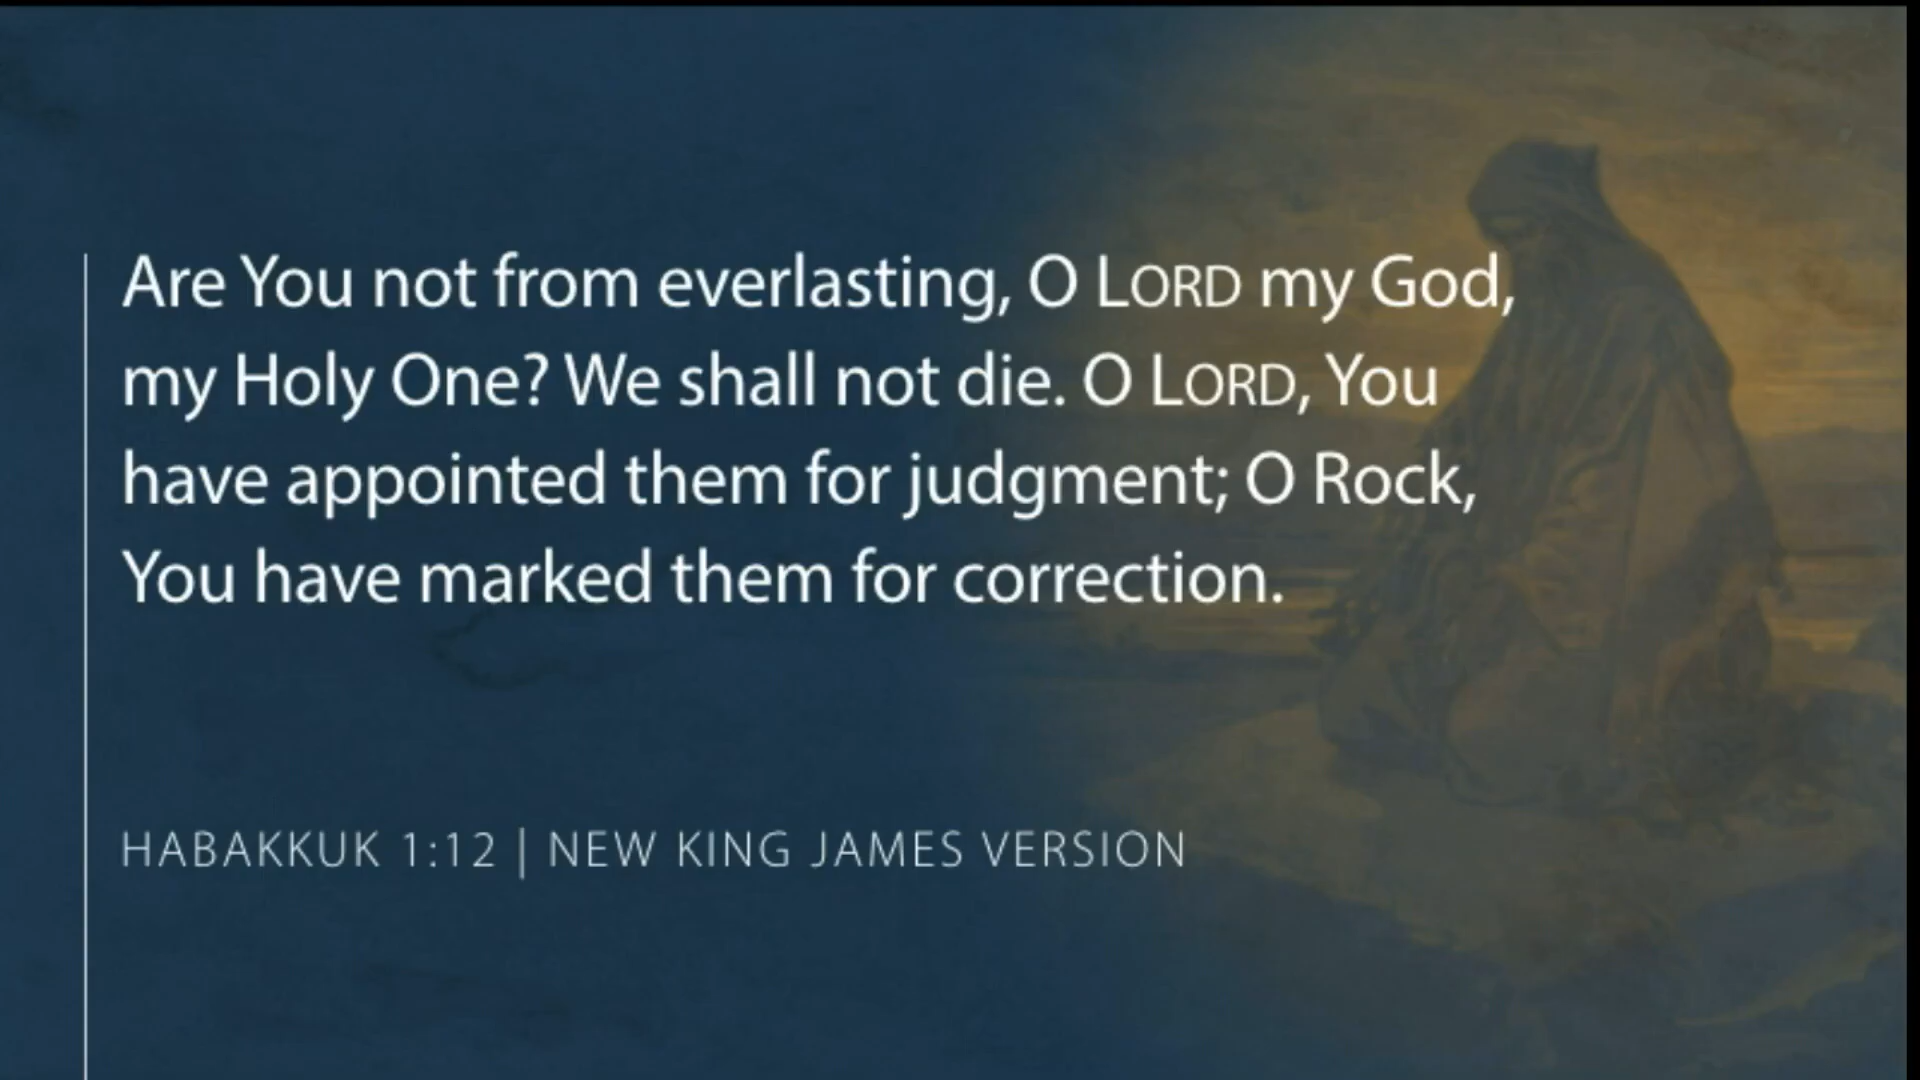 Are You not from everlasting, O LORD my God,
my Holy One? We shall not die. O LORD, You
have appointed them for judgment; O Rock,
You have marked them for correction.
HABAKKUK 1:12 | NEW KING JAMES VERSION